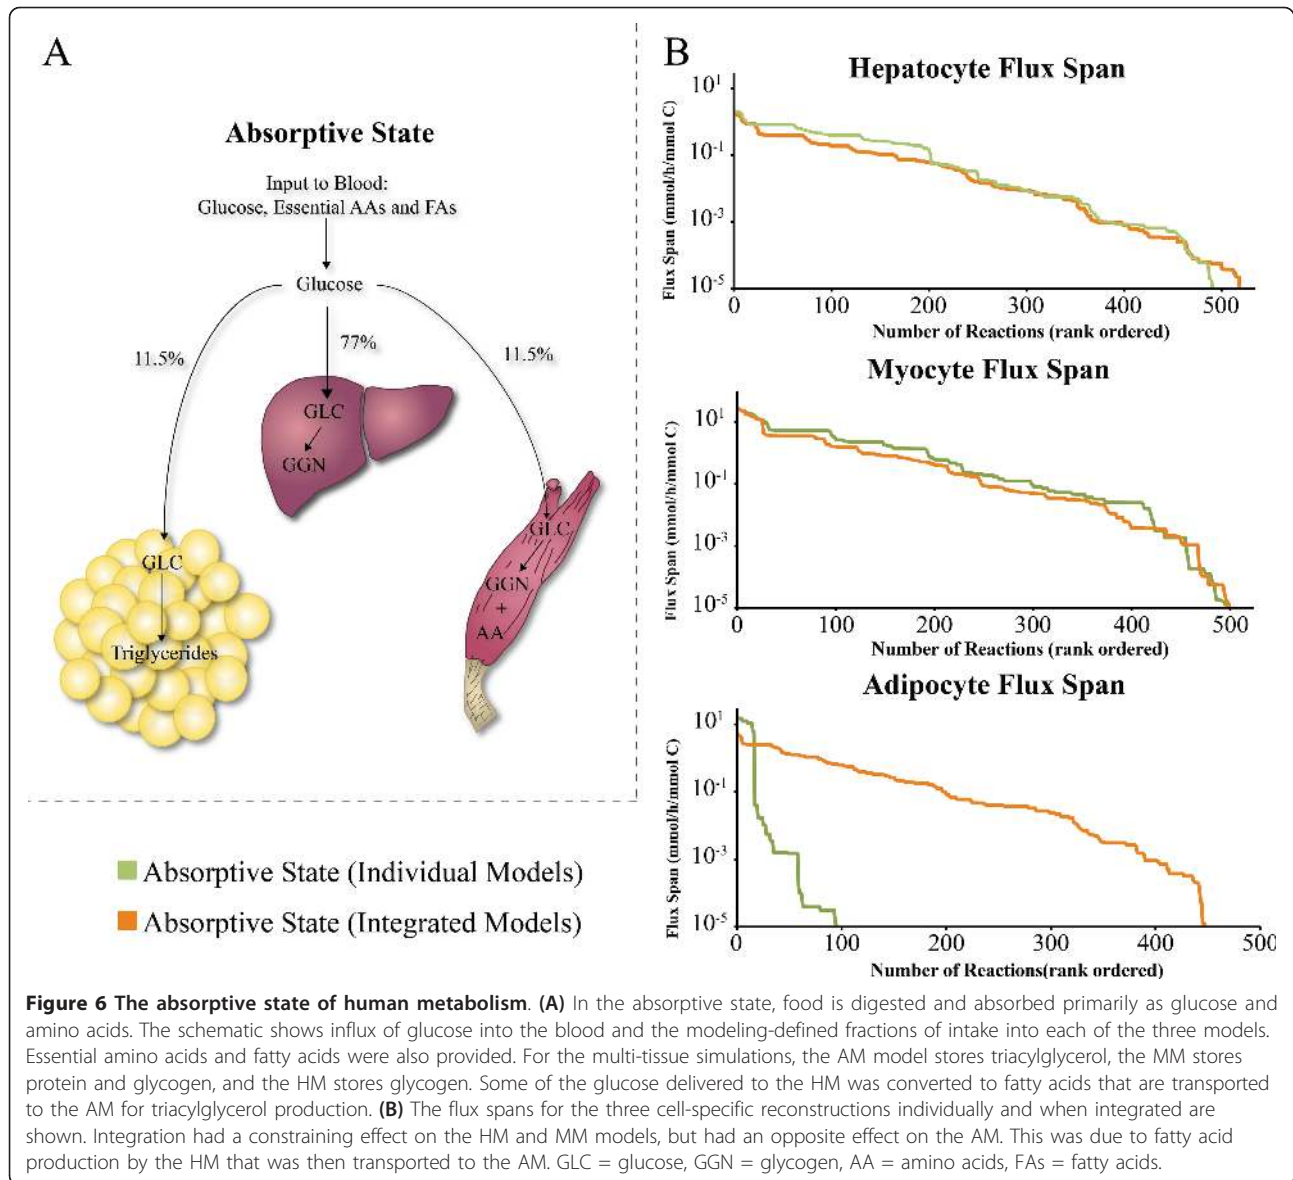 A
Absorptive State
Input to Blood:
Glucose, Essential AAs and FAs
Glucose
11.5%
77%
11.5%
GLC
GGN
GLC
GGN
+
AA
GLC
Triglycerides
Absorptive State (Individual Models)
Absorptive State (Integrated Models)
B
Hepatocyte Flux Span
Flux Span (mmol/h/mmol C)
10¹
10⁻¹
10⁻³
10⁻⁵
0 100 200 300 400 500
Number of Reactions (rank ordered)
Myocyte Flux Span
Flux Span (mmol/h/mmol C)
10¹
10⁻¹
10⁻³
10⁻⁵
0 100 200 300 400 500
Number of Reactions (rank ordered)
Adipocyte Flux Span
Flux Span (mmol/h/mmol C)
10¹
10⁻¹
10⁻³
10⁻⁵
0 100 200 300 400 500
Number of Reactions(rank ordered)
Figure 6 The absorptive state of human metabolism. (A) In the absorptive state, food is digested and absorbed primarily as glucose and
amino acids. The schematic shows influx of glucose into the blood and the modeling-defined fractions of intake into each of the three models.
Essential amino acids and fatty acids were also provided. For the multi-tissue simulations, the AM model stores triacylglycerol, the MM stores
protein and glycogen, and the HM stores glycogen. Some of the glucose delivered to the HM was converted to fatty acids that are transported
to the AM for triacylglycerol production. (B) The flux spans for the three cell-specific reconstructions individually and when integrated are
shown. Integration had a constraining effect on the HM and MM models, but had an opposite effect on the AM. This was due to fatty acid
production by the HM that was then transported to the AM. GLC = glucose, GGN = glycogen, AA = amino acids, FAs = fatty acids.